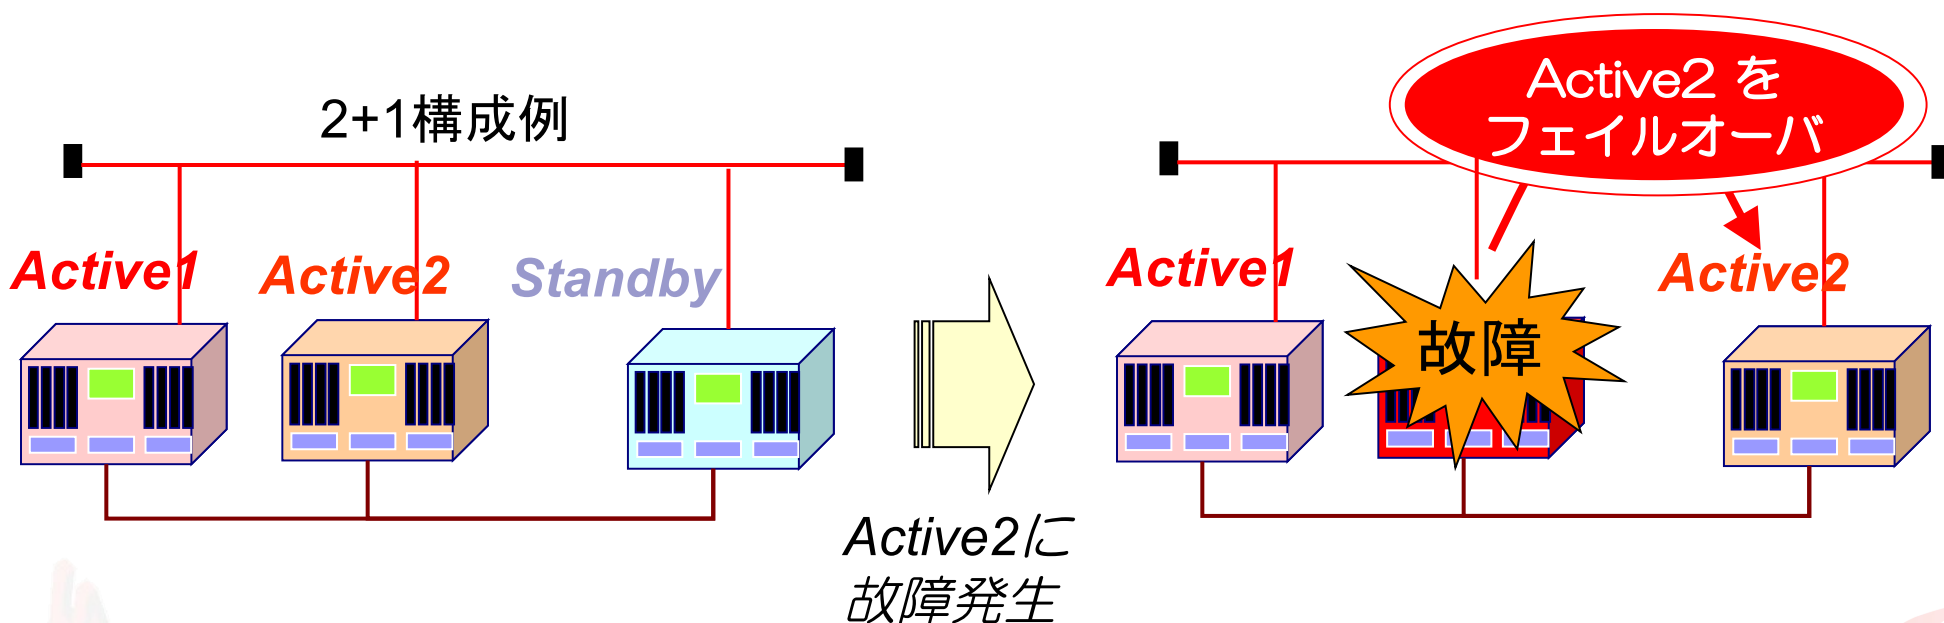 2+1構成例
Active1
Active2
Standby
Active2に
故障発生
Active2 を
フェイルオーバ
Active1
故障
Active2